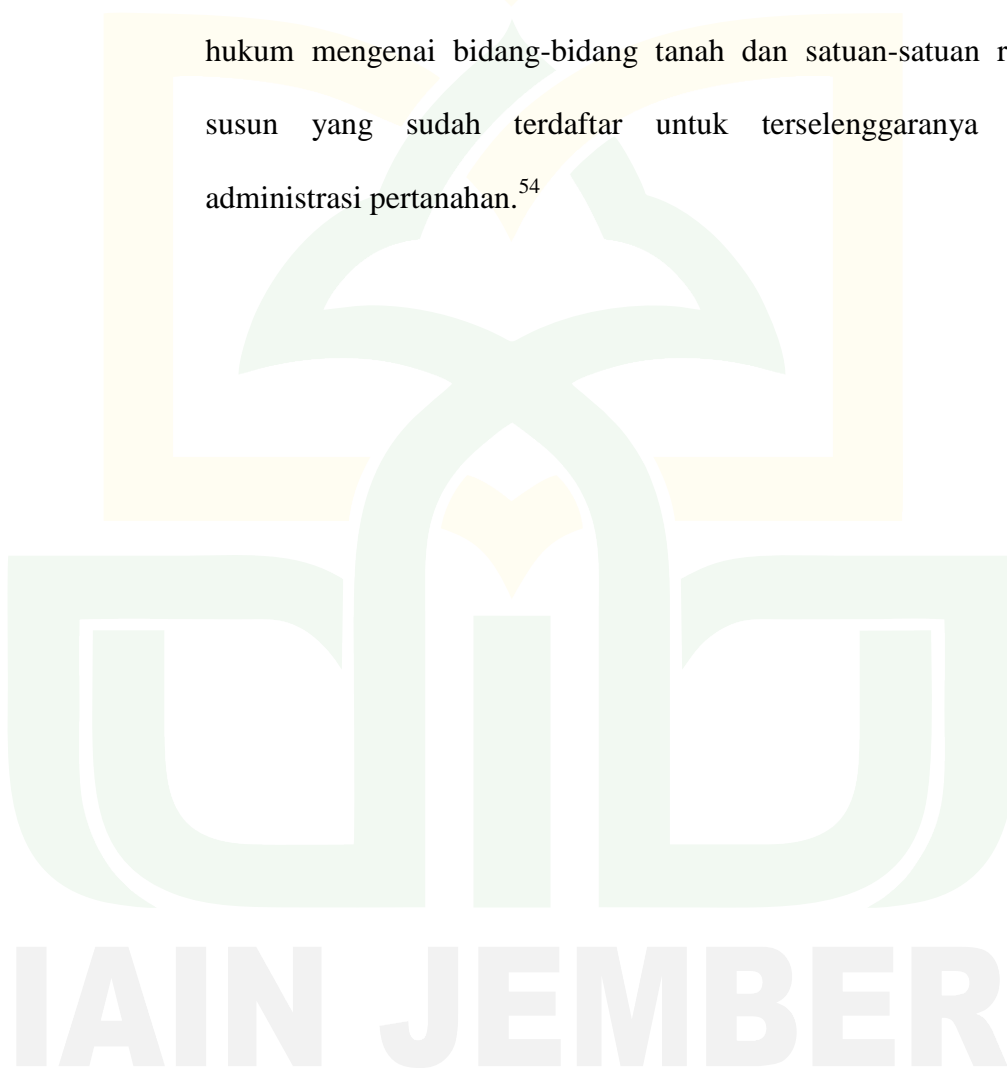 hukum mengenai bidang-bidang tanah dan satuan-satuan
susun yang sudah terdaftar untuk terselenggaranya
administrasi pertanahan.54
IAIN JEMBER